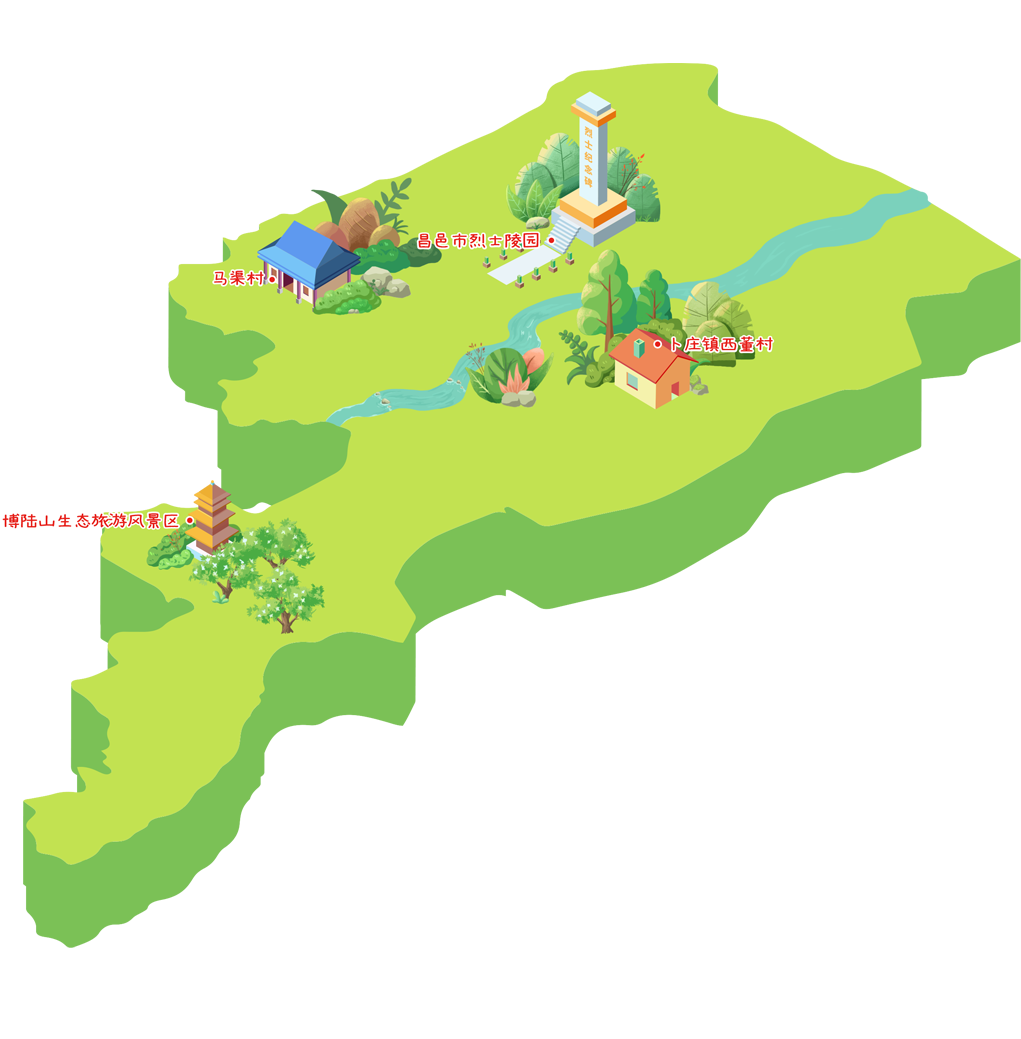 烈士纪念碑
昌邑市烈士陵园
马渠村
卜庄镇西董村
博陆山生态旅游风景区